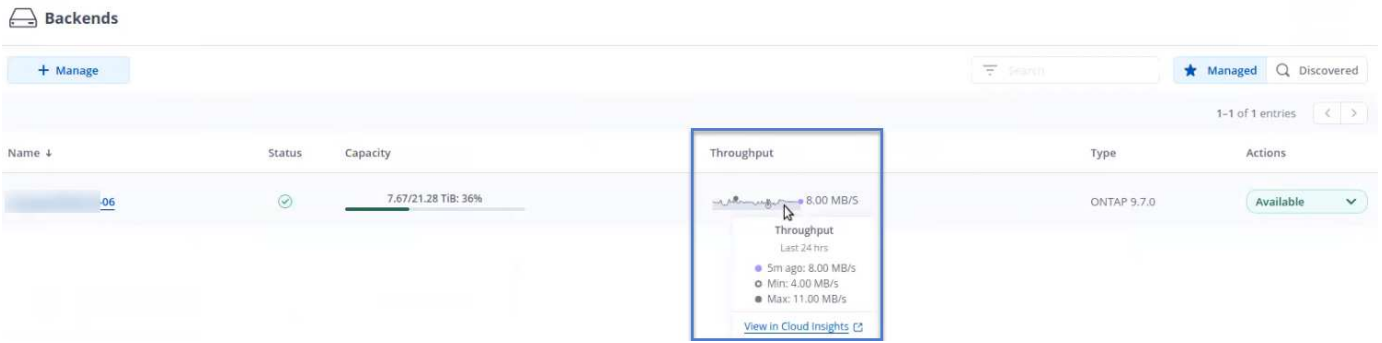 Backends
+ Manage
Search
Managed
Discovered
1–1 of 1 entries
Name ↓ Status Capacity Throughput Type Actions
-06 7.67/21.28 TiB: 36% 8.00 MB/S ONTAP 9.7.0 Available
Throughput
Last 24 hrs
5m ago: 8.00 MB/s
Min: 4.00 MB/s
Max: 11.00 MB/s
View in Cloud Insights